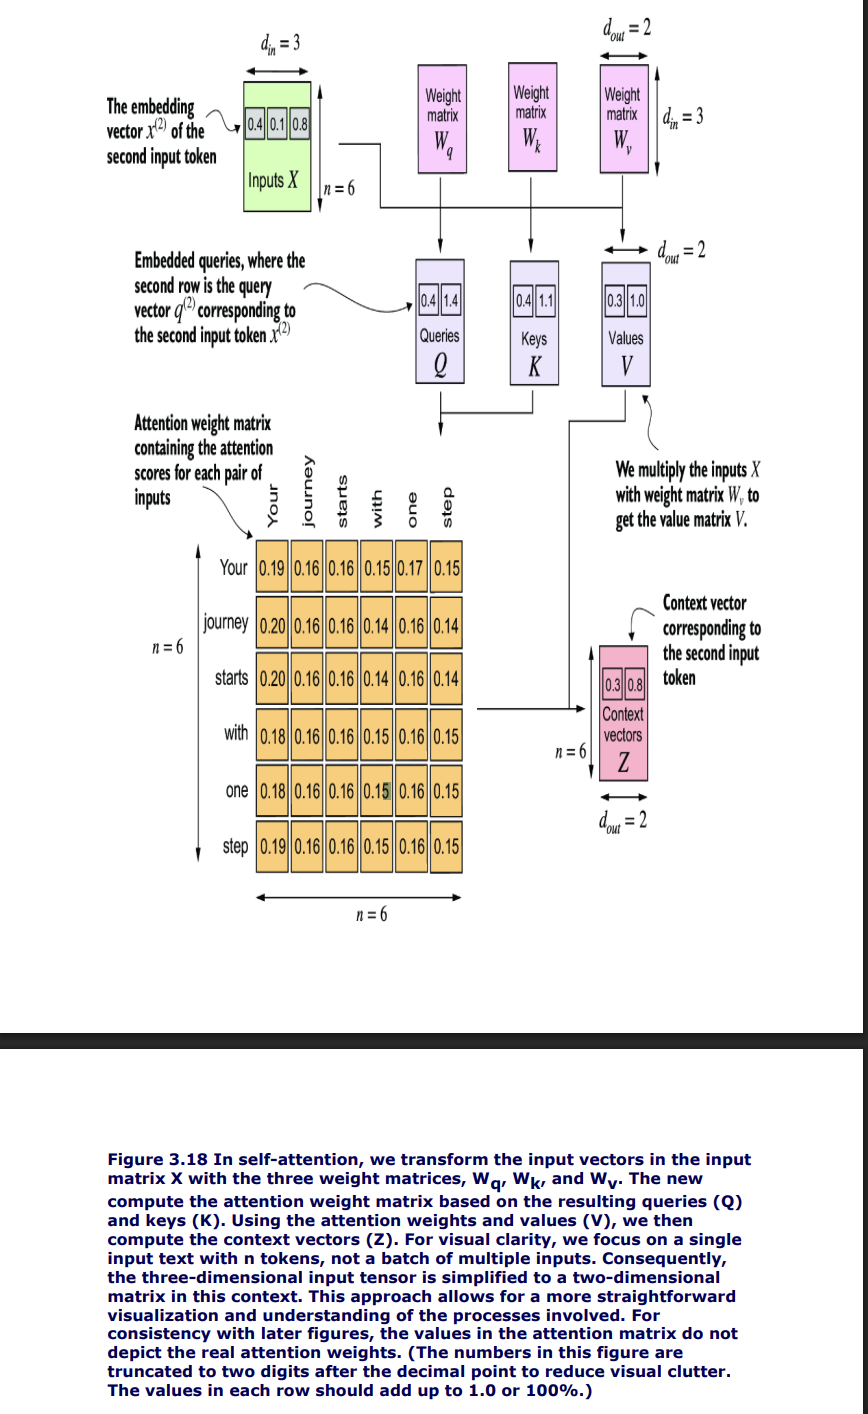 d_in = 3
d_out = 2
The embedding
vector x^(2) of the
second input token
0.4 0.1 0.8
Inputs X
n = 6
Weight
matrix
W_q
Weight
matrix
W_k
Weight
matrix
W_v
d_in = 3
d_out = 2
Embedded queries, where the
second row is the query
vector q^(2) corresponding to
the second input token x^(2)
0.4 1.4
Queries
Q
0.4 1.1
Keys
K
0.3 1.0
Values
V
Attention weight matrix
containing the attention
scores for each pair of
inputs
We multiply the inputs X
with weight matrix W_v to
get the value matrix V.
Your journey starts with one step
Your 0.19 0.16 0.16 0.15 0.17 0.15
journey 0.20 0.16 0.16 0.14 0.16 0.14
starts 0.20 0.16 0.16 0.14 0.16 0.14
with 0.18 0.16 0.16 0.15 0.16 0.15
one 0.18 0.16 0.16 0.15 0.16 0.15
step 0.19 0.16 0.16 0.15 0.16 0.15
n = 6
n = 6
Context vector
corresponding to
the second input
token
0.3 0.8
Context
vectors
Z
n = 6
d_out = 2
Figure 3.18 In self-attention, we transform the input vectors in the input
matrix X with the three weight matrices, Wq, Wk, and Wv. The new
compute the attention weight matrix based on the resulting queries (Q)
and keys (K). Using the attention weights and values (V), we then
compute the context vectors (Z). For visual clarity, we focus on a single
input text with n tokens, not a batch of multiple inputs. Consequently,
the three-dimensional input tensor is simplified to a two-dimensional
matrix in this context. This approach allows for a more straightforward
visualization and understanding of the processes involved. For
consistency with later figures, the values in the attention matrix do not
depict the real attention weights. (The numbers in this figure are
truncated to two digits after the decimal point to reduce visual clutter.
The values in each row should add up to 1.0 or 100%.)